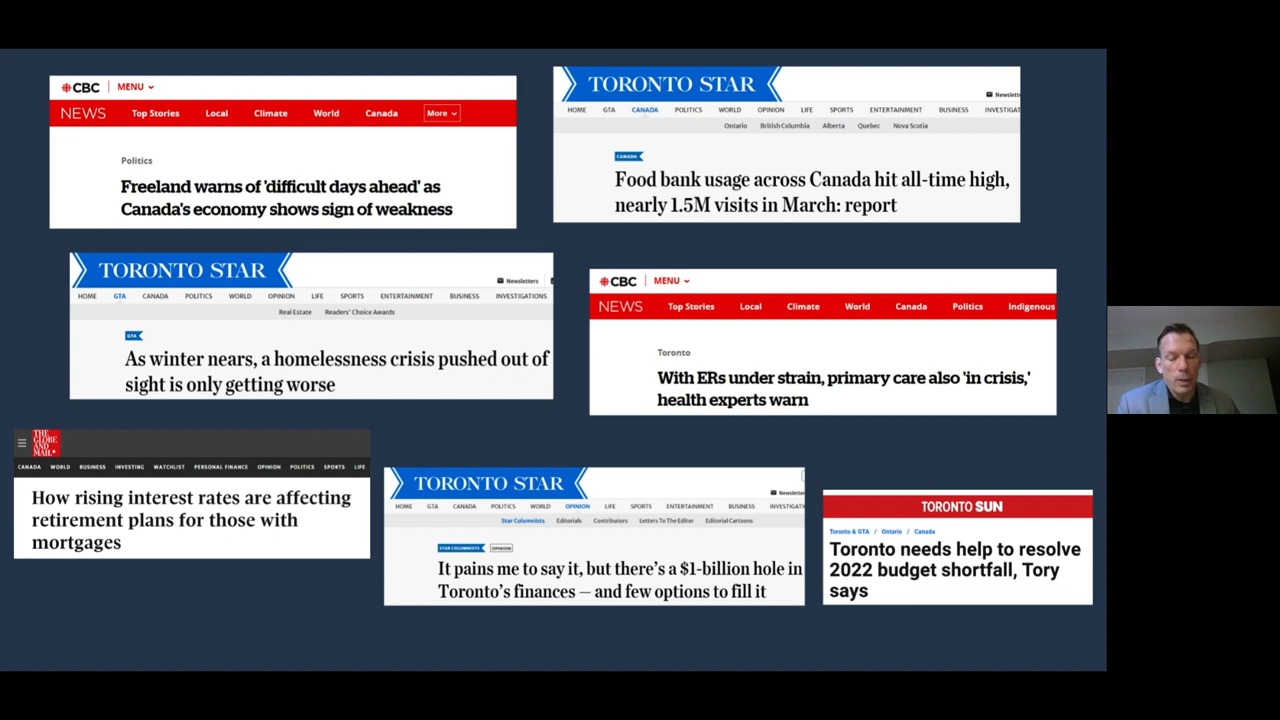 CBC MENU
NEWS Top Stories Local Climate World Canada More
Politics
Freeland warns of 'difficult days ahead' as
Canada's economy shows sign of weakness
TORONTO STAR
HOME GTA CANADA POLITICS WORLD OPINION LIFE SPORTS ENTERTAINMENT BUSINESS INVESTIGAT
Ontario British Columbia Alberta Quebec Nova Scotia
CANADA
Food bank usage across Canada hit all-time high,
nearly 1.5M visits in March: report
TORONTO STAR
Newsletters
HOME GTA CANADA POLITICS WORLD OPINION LIFE SPORTS ENTERTAINMENT BUSINESS INVESTIGATIONS
Real Estate Readers' Choice Awards
GTA
As winter nears, a homelessness crisis pushed out of
sight is only getting worse
CBC MENU
NEWS Top Stories Local Climate World Canada Politics Indigenous
Toronto
With ERs under strain, primary care also 'in crisis,'
health experts warn
THE
GLOBE
AND
MAIL
CANADA WORLD BUSINESS INVESTING WATCHLIST PERSONAL FINANCE OPINION POLITICS SPORTS LIFE
How rising interest rates are affecting
retirement plans for those with
mortgages
TORONTO STAR
Newsletter
HOME GTA CANADA POLITICS WORLD OPINION LIFE SPORTS ENTERTAINMENT BUSINESS INVESTIGATI
Star Columnists Editorials Contributors Letters To The Editor Editorial Cartoons
STAR COLUMNISTS OPINION
It pains me to say it, but there's a $1-billion hole in
Toronto's finances — and few options to fill it
TORONTO SUN
Toronto & GTA / Ontario / Canada
Toronto needs help to resolve
2022 budget shortfall, Tory
says